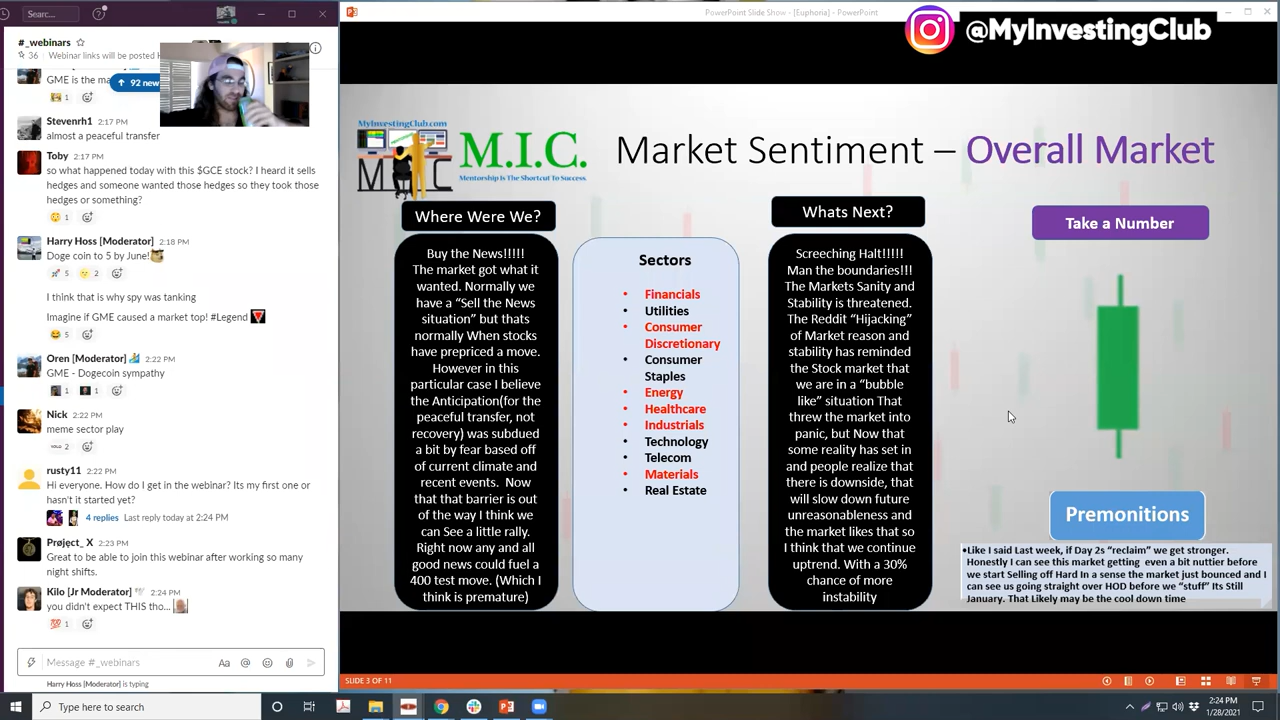 Search...
PowerPoint Slide Show - [Euphoria] - PowerPoint
@MyInvestingClub
#_webinars
36 Webinar links will be posted
GME is the ma
92 new
1
Stevenrh1 2:17 PM
almost a peaceful transfer
Toby 2:17 PM
so what happened today with this $GCE stock? I heard it sells
hedges and someone wanted those hedges so they took those
hedges or something?
1
Harry Hoss [Moderator] 2:18 PM
Doge coin to 5 by June!
5 2
I think that is why spy was tanking
Imagine if GME caused a market top! #Legend
5
Oren [Moderator] 2:22 PM
GME - Dogecoin sympathy
1 1
Nick 2:22 PM
meme sector play
2
rusty11 2:22 PM
Hi everyone. How do I get in the webinar? Its my first one or
hasn't it started yet?
4 replies Last reply today at 2:24 PM
Prøject_ X 2:23 PM
Great to be able to join this webinar after working so many
night shifts.
Kilo [Jr Moderator] 2:24 PM
you didn't expect THIS tho...
1
Message #_webinars
Aa @
Harry Hoss [Moderator] is typing
MyInvestingClub.com
M.I.C.
Mentorship Is The Shortcut To Success
Market Sentiment – Overall Market
Where Were We?
Buy the News!!!!!
The market got what it
wanted. Normally we
have a “Sell the News
situation” but thats
normally When stocks
have prepriced a move.
However in this
particular case I believe
the Anticipation(for the
peaceful transfer, not
recovery) was subdued
a bit by fear based off
of current climate and
recent events. Now
that that barrier is out
of the way I think we
can See a little rally.
Right now any and all
good news could fuel a
400 test move. (Which I
think is premature)
Sectors
• Financials
• Utilities
• Consumer
Discretionary
• Consumer
Staples
• Energy
• Healthcare
• Industrials
• Technology
• Telecom
• Materials
• Real Estate
Whats Next?
Screeching Halt!!!!!
Man the boundaries!!!
The Markets Sanity and
Stability is threatened.
The Reddit “Hijacking”
of Market reason and
stability has reminded
the Stock market that
we are in a “bubble
like” situation That
threw the market into
panic, but Now that
some reality has set in
and people realize that
there is downside, that
will slow down future
unreasonableness and
the market likes that so
I think that we continue
uptrend. With a 30%
chance of more
instability
Take a Number
Premonitions
•Like I said Last week, if Day 2s “reclaim” we get stronger.
Honestly I can see this market getting even a bit nuttier before
we start Selling off Hard In a sense the market just bounced and I
can see us going straight over HOD before we “stuff” Its Still
January. That Likely may be the cool down time
SLIDE 3 OF 11
Type here to search
2:24 PM
1/28/2021